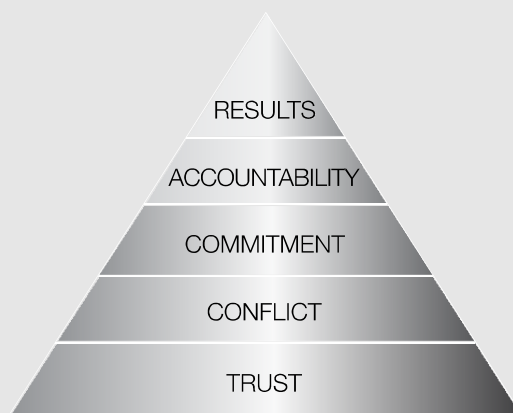 RESULTS
ACCOUNTABILITY
COMMITMENT
CONFLICT
TRUST